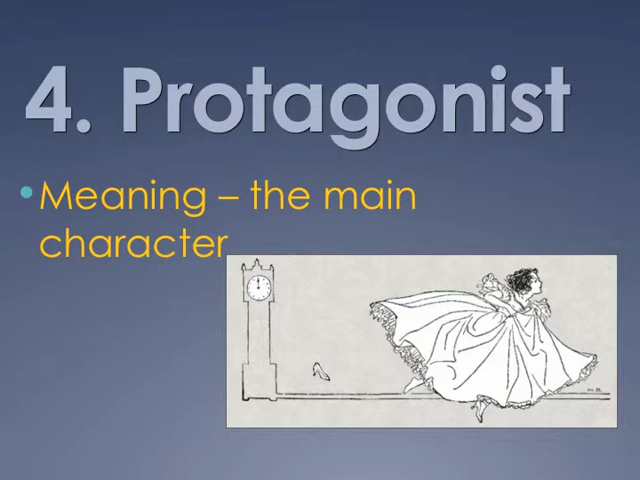 4. Protagonist
•Meaning – the main
character